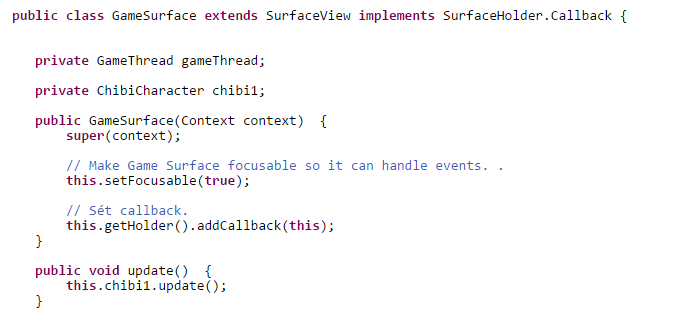 public class GameSurface extends SurfaceView implements SurfaceHolder.Callback {
private GameThread gameThread;
private ChibiCharacter chibi1;
public GameSurface(Context context)  {
super(context);
// Make Game Surface focusable so it can handle events. .
this.setFocusable(true);
// Sét callback.
this.getHolder().addCallback(this);
}
public void update()  {
this.chibi1.update();
}